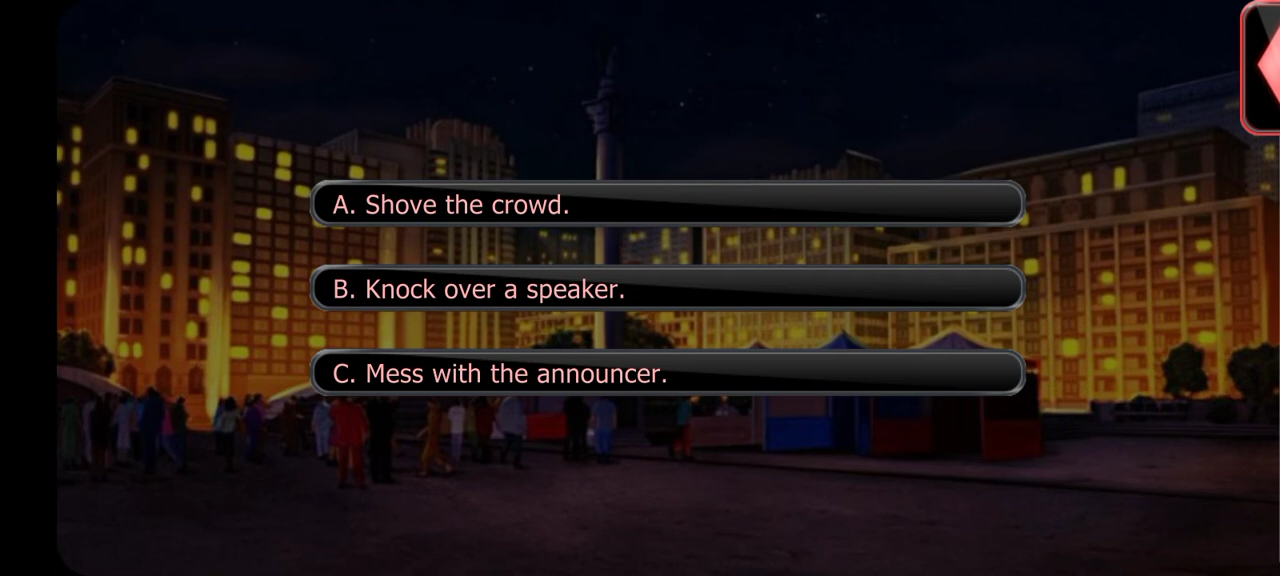 A. Shove the crowd.
B. Knock over a speaker.
C. Mess with the announcer.